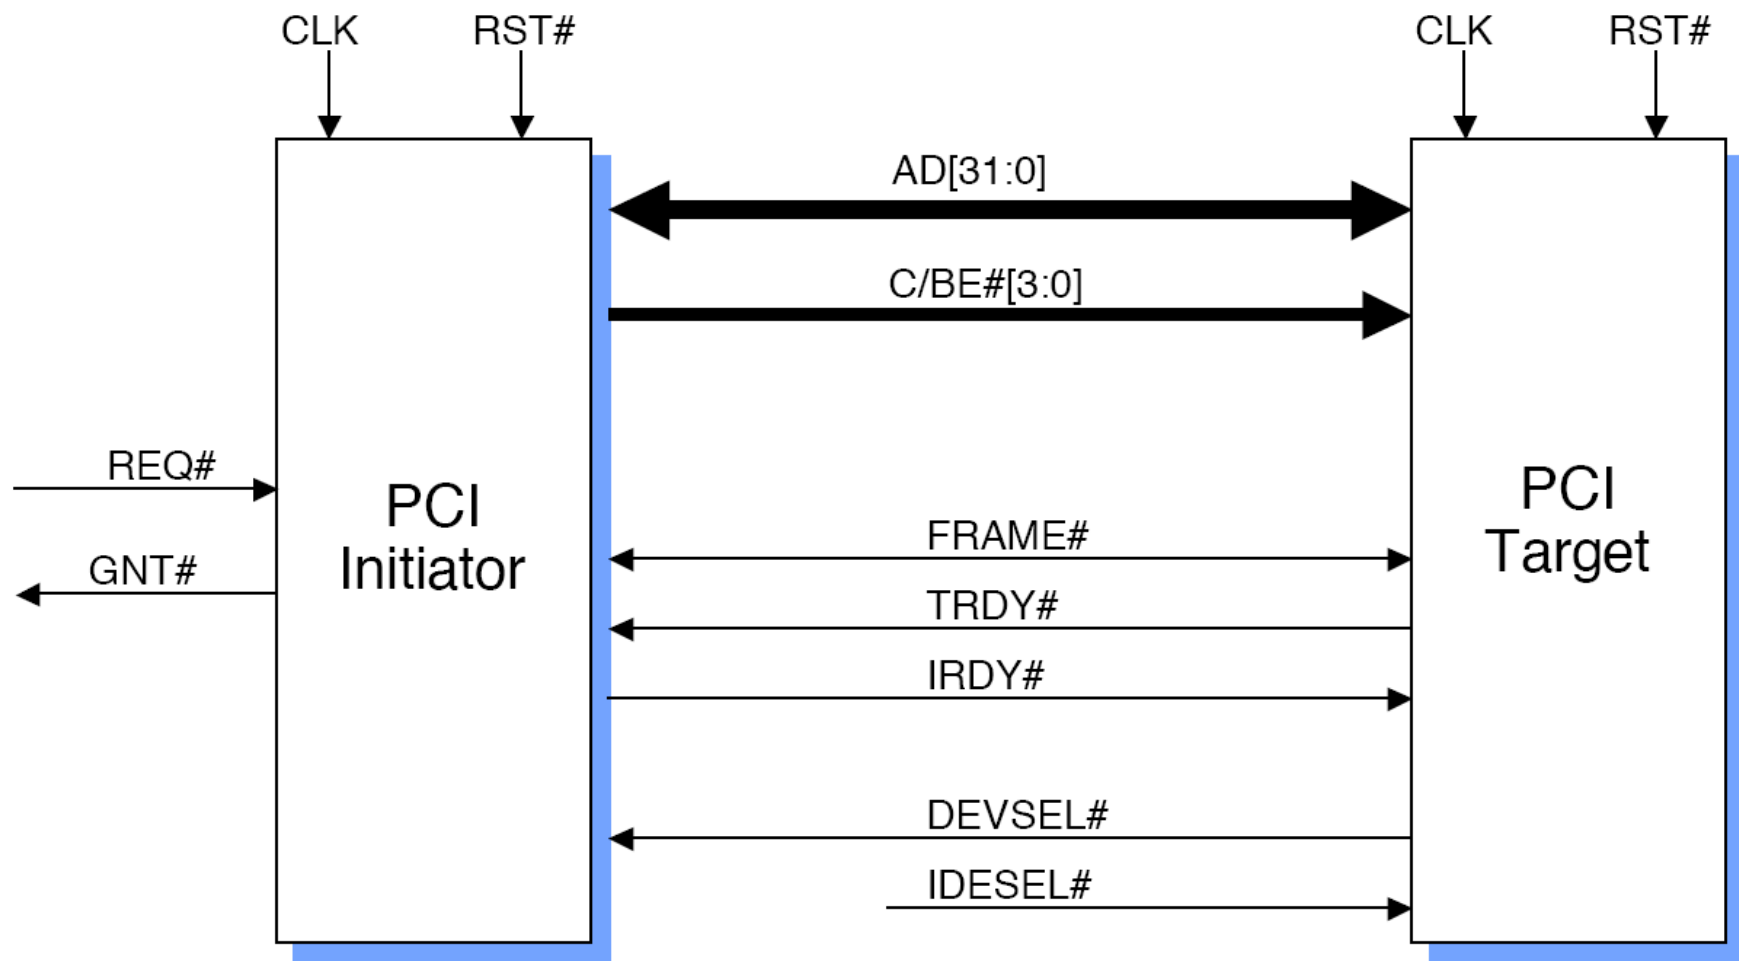 CLK
RST#
CLK
RST#
AD[31:0]
C/BE#[3:0]
REQ#
GNT#
PCI
Initiator
PCI
Target
FRAME#
TRDY#
IRDY#
DEVSEL#
IDESEL#